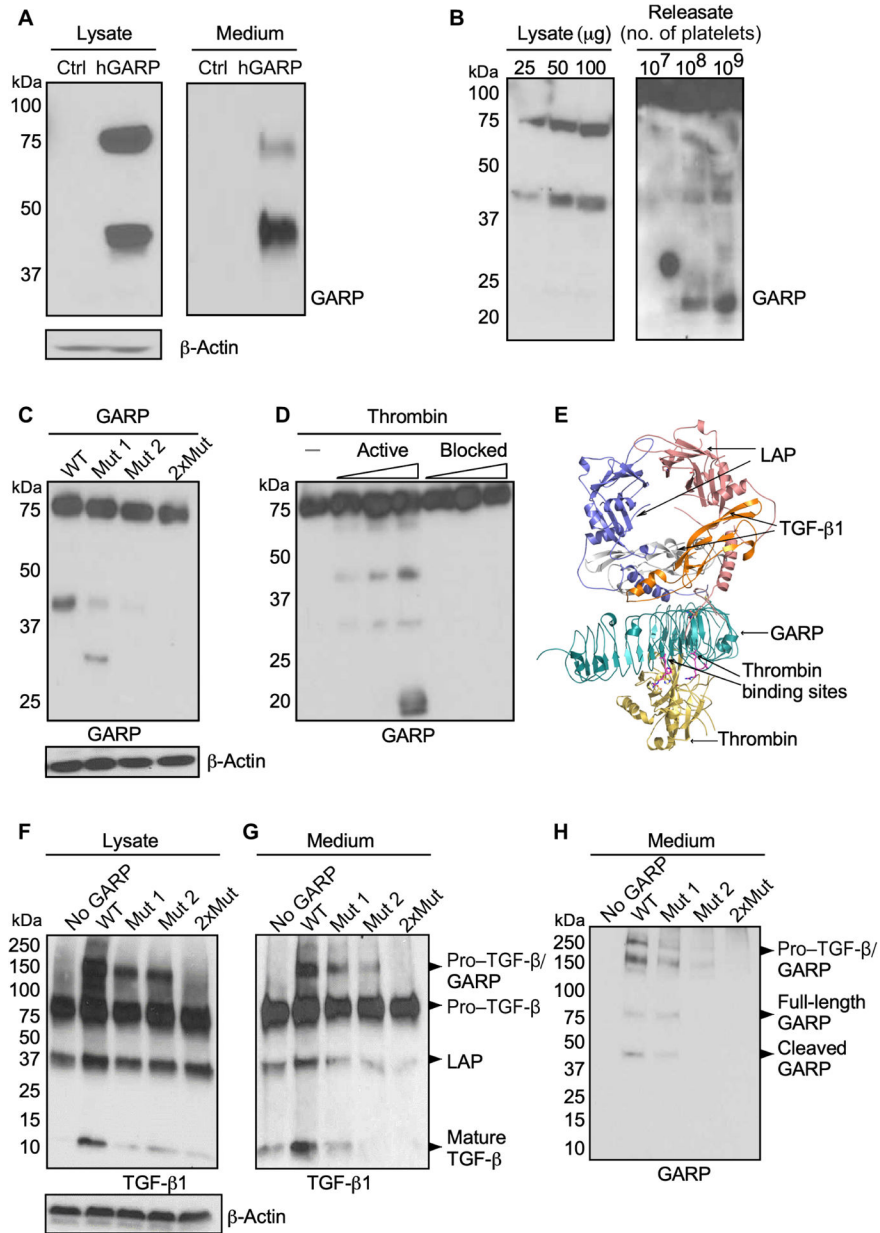 A
Lysate
Medium
Ctrl hGARP
Ctrl hGARP
kDa
100
75
50
37
GARP
β-Actin
B
Lysate (μg)
Releasate
(no. of platelets)
25 50 100
10⁷ 10⁸ 10⁹
kDa
100
75
50
37
25
20
GARP
C
GARP
WT
Mut 1
Mut 2
2xMut
kDa
75
50
37
25
GARP
β-Actin
D
Thrombin
–
Active
Blocked
kDa
75
50
37
25
20
GARP
E
LAP
TGF-β1
GARP
Thrombin
binding sites
Thrombin
F
Lysate
No GARP
WT
Mut 1
Mut 2
2xMut
kDa
250
150
100
75
50
37
25
15
10
TGF-β1
β-Actin
G
Medium
No GARP
WT
Mut 1
Mut 2
2xMut
Pro–TGF-β/
GARP
Pro–TGF-β
LAP
Mature
TGF-β
TGF-β1
H
Medium
No GARP
WT
Mut 1
Mut 2
2xMut
kDa
250
150
100
75
50
37
25
15
10
Pro–TGF-β/
GARP
Full-length
GARP
Cleaved
GARP
GARP